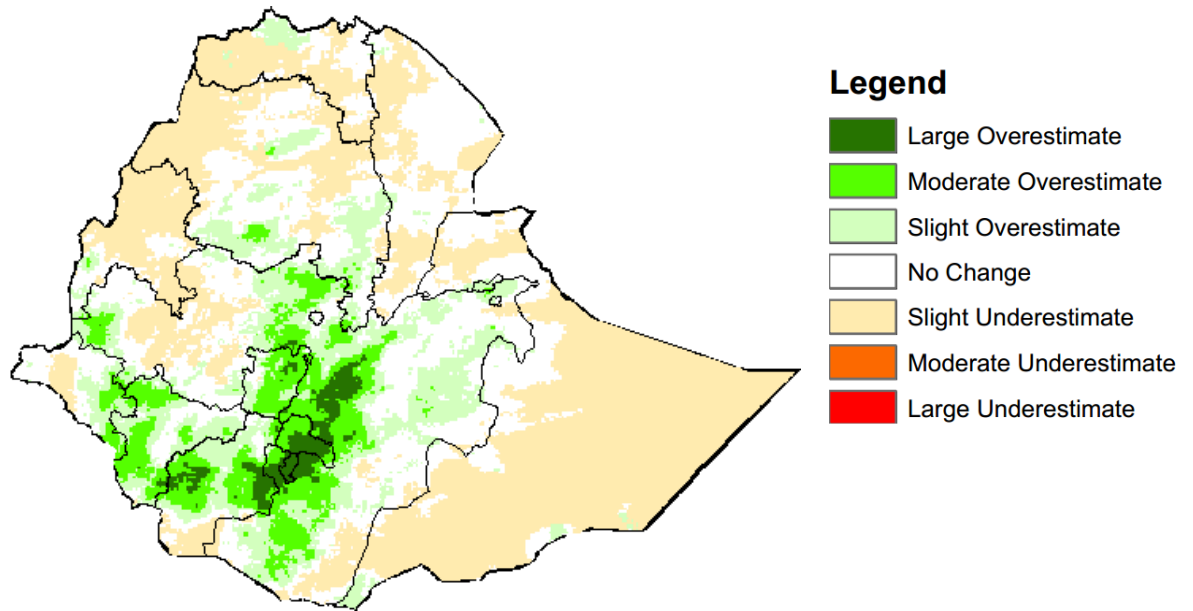 Legend
Large Overestimate
Moderate Overestimate
Slight Overestimate
No Change
Slight Underestimate
Moderate Underestimate
Large Underestimate